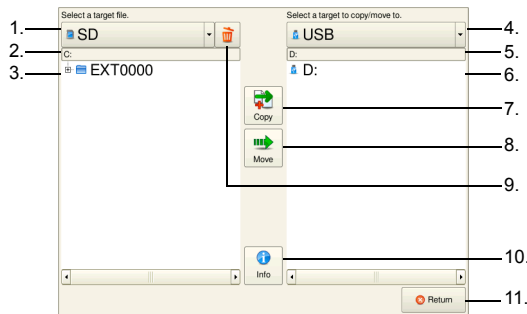 Select a target file.
Select a target to copy/move to.
1.
SD
USB
4.
2.
C:
D:
5.
3.
EXT0000
D:
6.
Copy
7.
Move
8.
9.
Info
10.
Return
11.